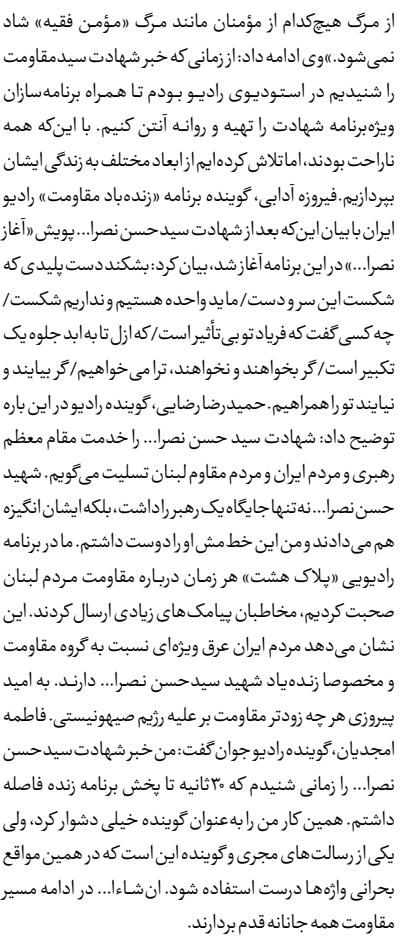 از مرگ هیچ‌کدام از مؤمنان مانند مرگ «مؤمن فقیه» شاد
نمی‌شود.»وی ادامه داد: از زمانی که خبر شهادت سیدمقاومت
را شنیدیم در استودیوی رادیو بودم تا همراه برنامه‌سازان
ویژه‌برنامه شهادت را تهیه و روانه آنتن کنیم. با این‌که همه
ناراحت بودند، اما تلاش کرده‌ایم از ابعاد مختلف به زندگی ایشان
بپردازیم.فیروزه آدابی، گوینده برنامه «زنده‌باد مقاومت» رادیو
ایران با بیان این‌که بعد از شهادت سیدحسن نصرا... پویش «آغاز
نصرا...» در این برنامه آغاز شد، بیان کرد: بشکند دست پلیدی که
شکست این سر و دست/ ما ید واحده هستیم و نداریم شکست/
چه کسی گفت که فریاد تو بی تأثیر است/ که ازل تا به ابد جلوه یک
تکبیر است/ گر بخواهند و نخواهند، ترا می‌خواهیم/ گر بیایند و
نیایند تو را همراهیم. حمیدرضا رضایی، گوینده رادیو در این باره
توضیح داد: شهادت سید حسن نصرا... را خدمت مقام معظم
رهبری و مردم ایران و مردم مقاوم لبنان تسلیت می‌گویم. شهید
حسن نصرا... نه‌تنها جایگاه یک رهبر را داشت، بلکه ایشان انگیزه
هم می‌دادند و من این خط مش او را دوست داشتم. ما در برنامه
رادیویی «پلاک هشت» هر زمان درباره مقاومت مردم لبنان
صحبت کردیم، مخاطبان پیامک‌های زیادی ارسال کردند. این
نشان می‌دهد مردم ایران عرق ویژه‌ای نسبت به گروه مقاومت
و مخصوصا زنده‌یاد شهید سیدحسن نصرا... دارند. به امید
پیروزی هر چه زودتر مقاومت بر علیه رژیم صیهونیستی. فاطمه
امجدیان، گوینده رادیو جوان گفت: من خبر شهادت سیدحسن
نصرا... را زمانی شنیدم که ۳۰ثانیه تا پخش برنامه زنده فاصله
داشتم. همین کار من را به‌عنوان گوینده خیلی دشوار کرد، ولی
یکی از رسالت‌های مجری و گوینده این است که در همین مواقع
بحرانی واژه‌ها درست استفاده شود. ان‌شاءا... در ادامه مسیر
مقاومت همه جانانه قدم بردارند.